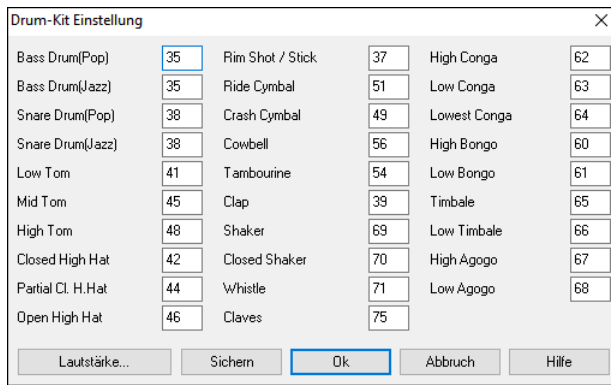 Drum-Kit Einstellung
Bass Drum(Pop) 35 Rim Shot / Stick 37 High Conga 62
Bass Drum(Jazz) 35 Ride Cymbal 51 Low Conga 63
Snare Drum(Pop) 38 Crash Cymbal 49 Lowest Conga 64
Snare Drum(Jazz) 38 Cowbell 56 High Bongo 60
Low Tom 41 Tambourine 54 Low Bongo 61
Mid Tom 45 Clap 39 Timbale 65
High Tom 48 Shaker 69 Low Timbale 66
Closed High Hat 42 Closed Shaker 70 High Agogo 67
Partial Cl. H.Hat 44 Whistle 71 Low Agogo 68
Open High Hat 46 Claves 75
Lautstärke... Sichern Ok Abbruch Hilfe